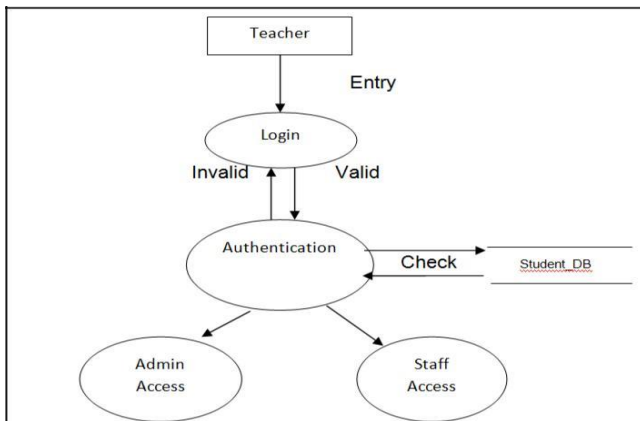 Teacher
Entry
Login
Invalid
Valid
Authentication
Check
Student_DB
Admin
Access
Staff
Access